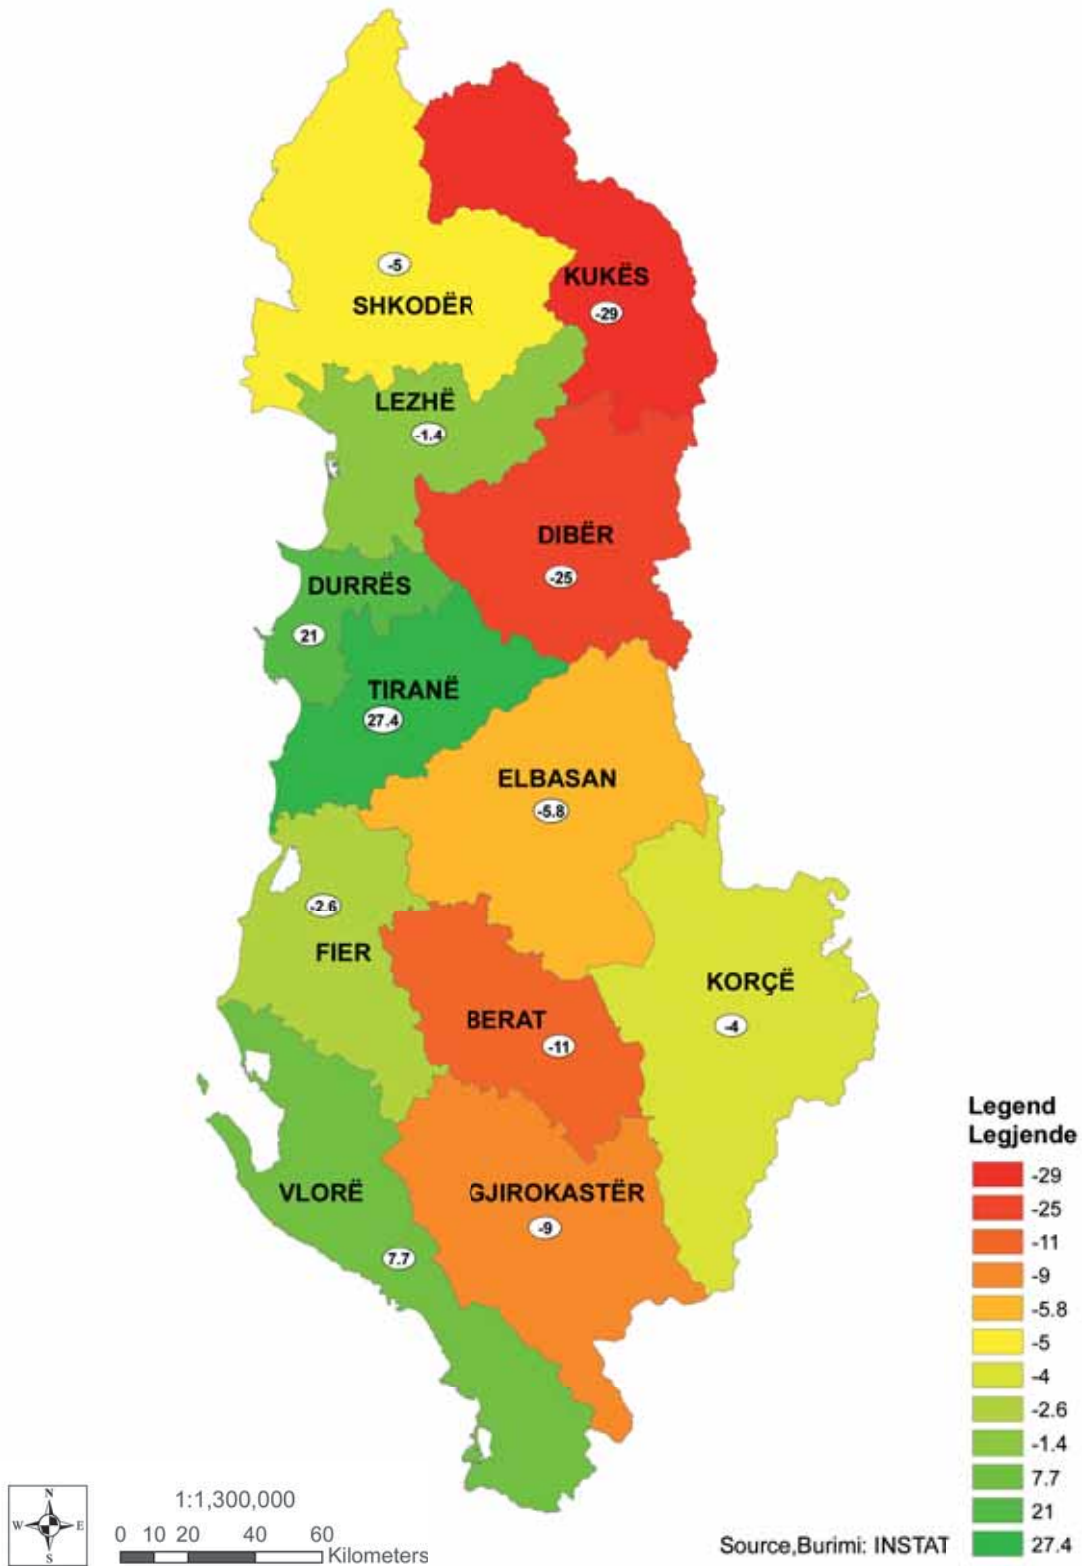 -5
SHKODËR
KUKËS
-29
LEZHË
-1.4
DIBËR
-25
DURRËS
21
TIRANË
27.4
ELBASAN
-5.8
-2.6
FIER
KORÇË
-4
BERAT
-11
VLORË
7.7
GJIROKASTËR
-9
Legend
Legjende
-29
-25
-11
-9
-5.8
-5
-4
-2.6
-1.4
7.7
21
27.4
N
W E
S
1:1,300,000
0 10 20 40 60
Kilometers
Source,Burimi: INSTAT